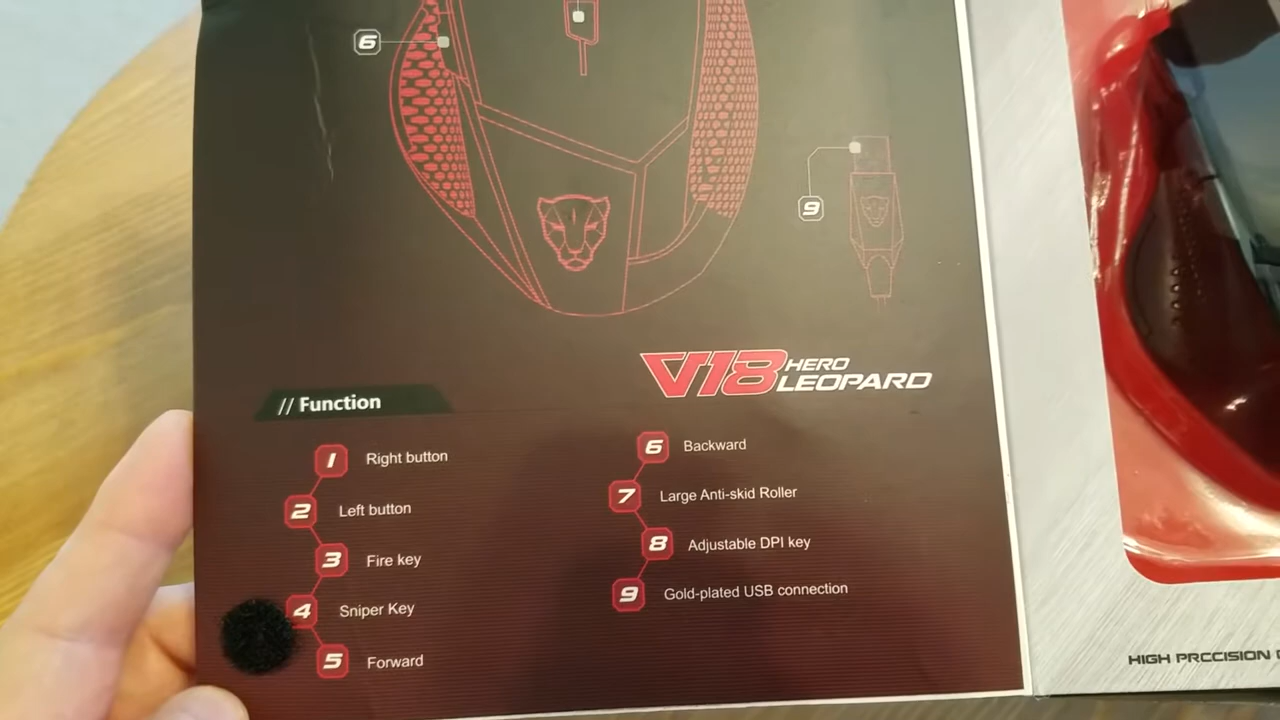 6
9
V18 HERO LEOPARD
// Function
1 Right button
2 Left button
3 Fire key
4 Sniper Key
5 Forward
6 Backward
7 Large Anti-skid Roller
8 Adjustable DPI key
9 Gold-plated USB connection
HIGH PRCCISION